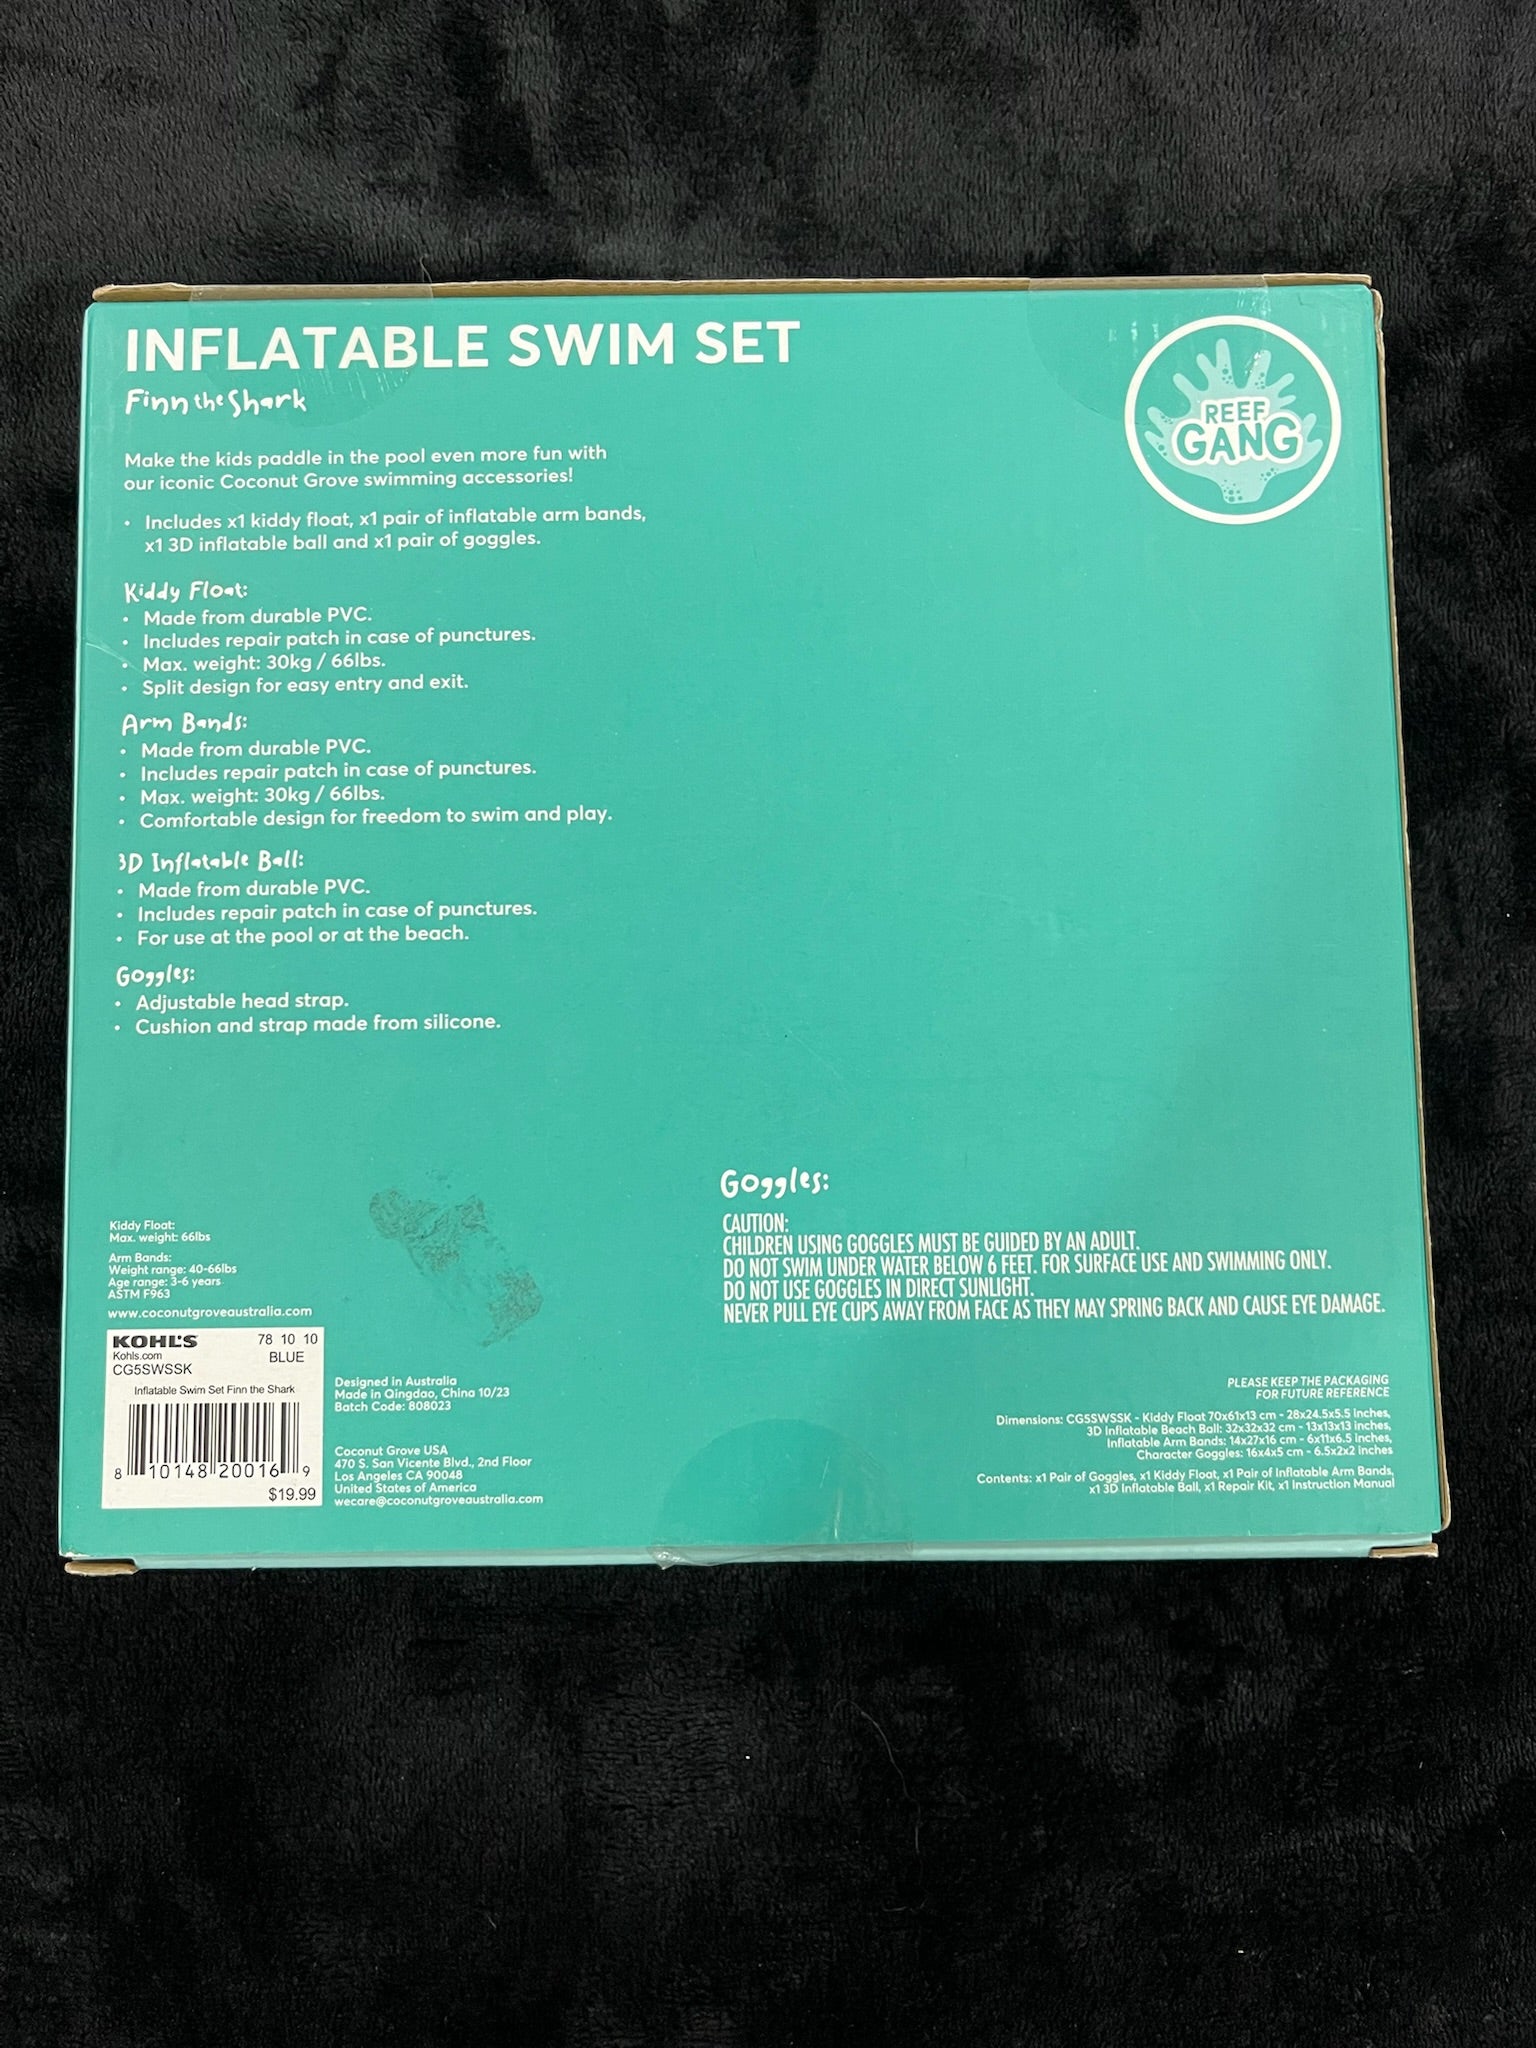 INFLATABLE SWIM SET
Finn the Shark
REEF
GANG
Make the kids paddle in the pool even more fun with
our iconic Coconut Grove swimming accessories!
• Includes x1 kiddy float, x1 pair of inflatable arm bands,
x1 3D inflatable ball and x1 pair of goggles.
Kiddy Float:
• Made from durable PVC.
• Includes repair patch in case of punctures.
• Max. weight: 30kg / 66lbs.
• Split design for easy entry and exit.
Arm Bands:
• Made from durable PVC.
• Includes repair patch in case of punctures.
• Max. weight: 30kg / 66lbs.
• Comfortable design for freedom to swim and play.
3D Inflatable Ball:
• Made from durable PVC.
• Includes repair patch in case of punctures.
• For use at the pool or at the beach.
Goggles:
• Adjustable head strap.
• Cushion and strap made from silicone.
Goggles:
CAUTION:
CHILDREN USING GOGGLES MUST BE GUIDED BY AN ADULT.
DO NOT SWIM UNDER WATER BELOW 6 FEET. FOR SURFACE USE AND SWIMMING ONLY.
DO NOT USE GOGGLES IN DIRECT SUNLIGHT.
NEVER PULL EYE CUPS AWAY FROM FACE AS THEY MAY SPRING BACK AND CAUSE EYE DAMAGE.
Kiddy Float:
Max. weight: 66lbs
Arm Bands:
Weight range: 40-66lbs
Age range: 3-6 years
ASTM F963
www.coconutgroveaustralia.com
KOHL'S 78 10 10
Kohls.com BLUE
CG5SWSSK
Inflatable Swim Set Finn the Shark
8 10148 20016 9
$19.99
Designed in Australia
Made in Qingdao, China 10/23
Batch Code: 808023
Coconut Grove USA
470 S. San Vicente Blvd., 2nd Floor
Los Angeles CA 90048
United States of America
wecare@coconutgroveaustralia.com
PLEASE KEEP THE PACKAGING
FOR FUTURE REFERENCE
Dimensions: CG5SWSSK - Kiddy Float 70x61x13 cm - 28x24.5x5.5 inches,
3D Inflatable Beach Ball: 32x32x32 cm - 13x13x13 inches,
Inflatable Arm Bands: 14x27x16 cm - 6x11x6.5 inches,
Character Goggles: 16x4x5 cm - 6.5x2x2 inches
Contents: x1 Pair of Goggles, x1 Kiddy Float, x1 Pair of Inflatable Arm Bands,
x1 3D Inflatable Ball, x1 Repair Kit, x1 Instruction Manual